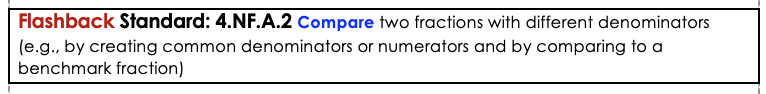 Flashback Standard: 4.NF.A.2 Compare two fractions with different denominators
(e.g., by creating common denominators or numerators and by comparing to a
benchmark fraction)